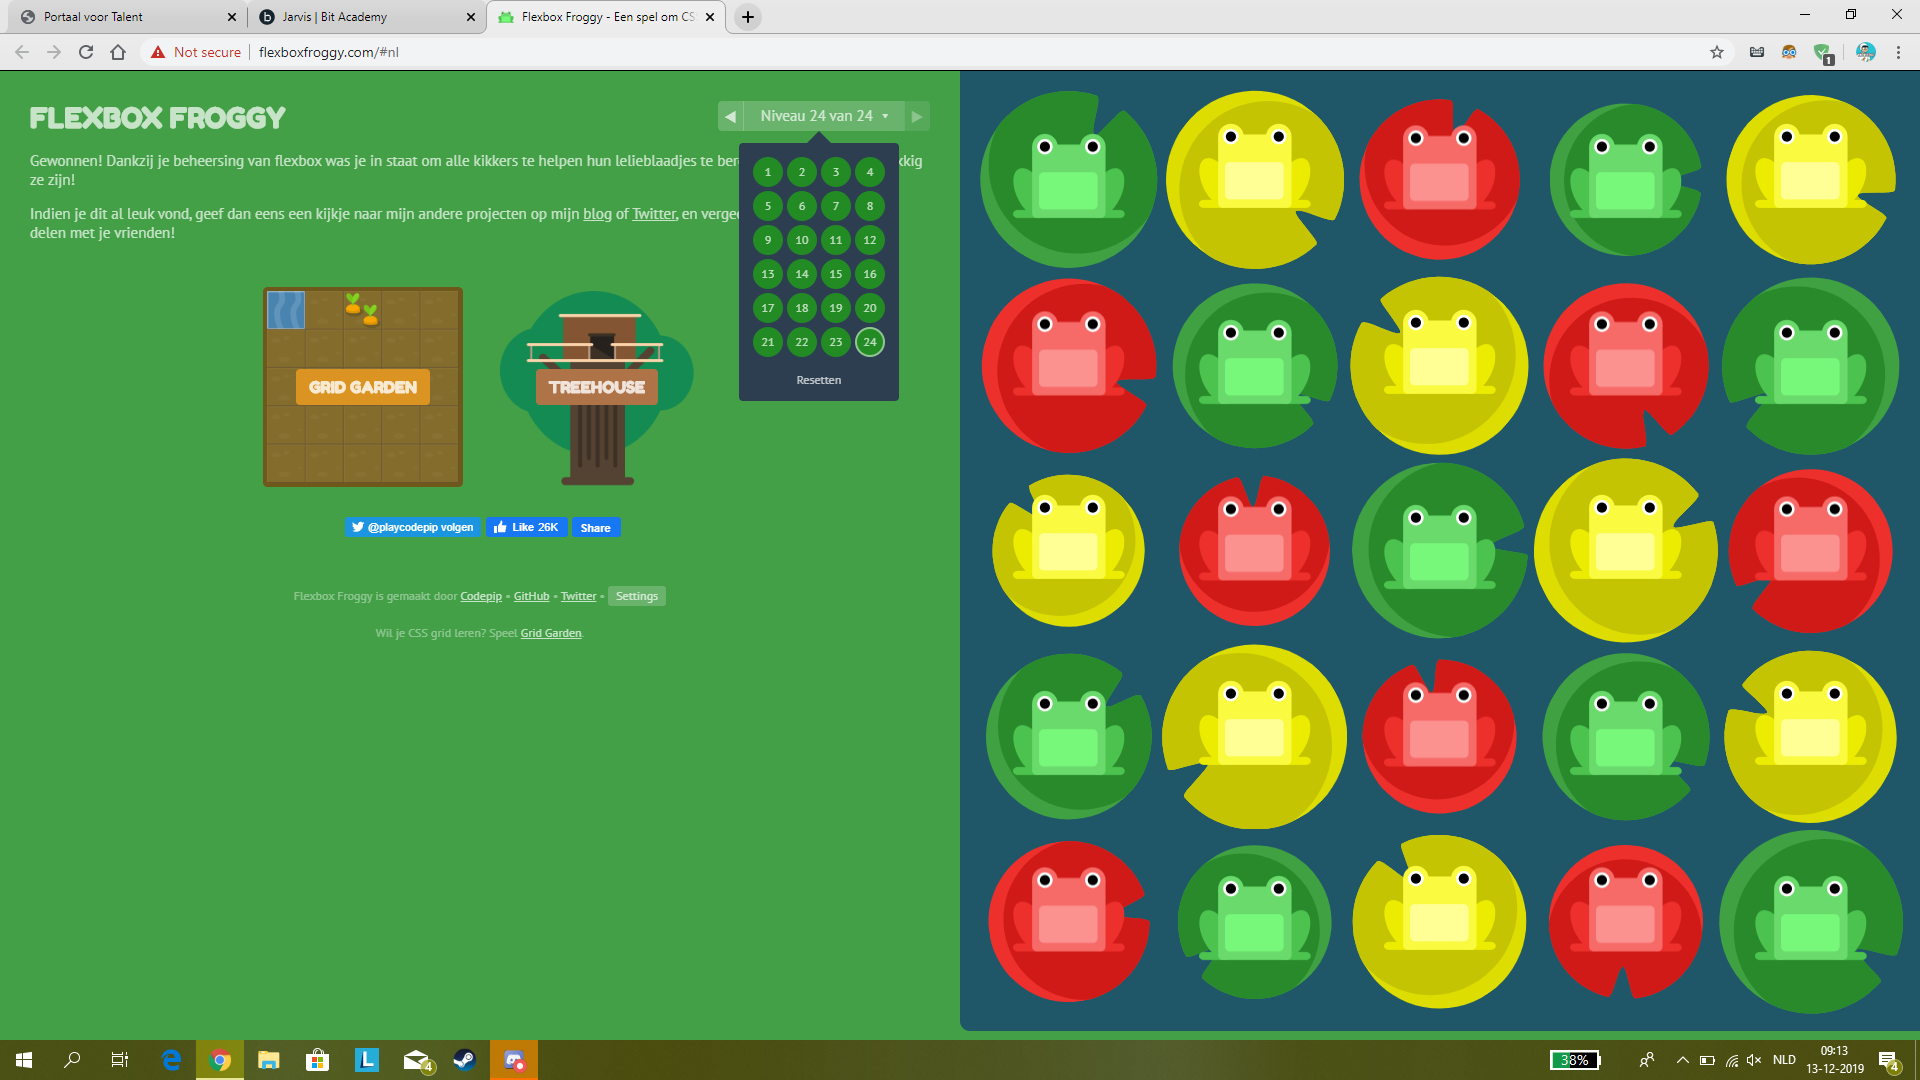 Portaal voor Talent
Jarvis | Bit Academy
Flexbox Froggy - Een spel om CS
Not secure
flexboxfroggy.com/#nl
1
FLEXBOX FROGGY
Niveau 24 van 24
Gewonnen! Dankzij je beheersing van flexbox was je in staat om alle kikkers te helpen hun lelieblaadjes te ber kkig
ze zijn!
Indien je dit al leuk vond, geef dan eens een kijkje naar mijn andere projecten op mijn blog of Twitter, en verge
delen met je vrienden!
1 2 3 4
5 6 7 8
9 10 11 12
13 14 15 16
17 18 19 20
21 22 23 24
Resetten
GRID GARDEN
TREEHOUSE
@playcodepip volgen
Like 26K
Share
Flexbox Froggy is gemaakt door Codepip • GitHub • Twitter • Settings
Wil je CSS grid leren? Speel Grid Garden.
L
4
38%
NLD
09:13
13-12-2019
4